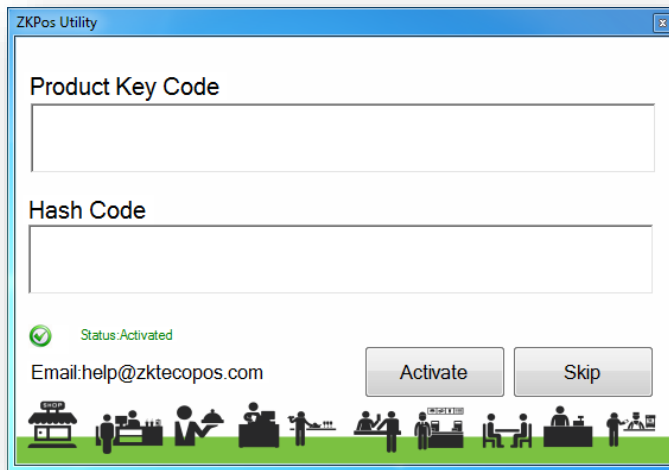 ZKPos Utility
x
Product Key Code
Hash Code
Status:Activated
Email:help@zktecopos.com
Activate
Skip
SHOP